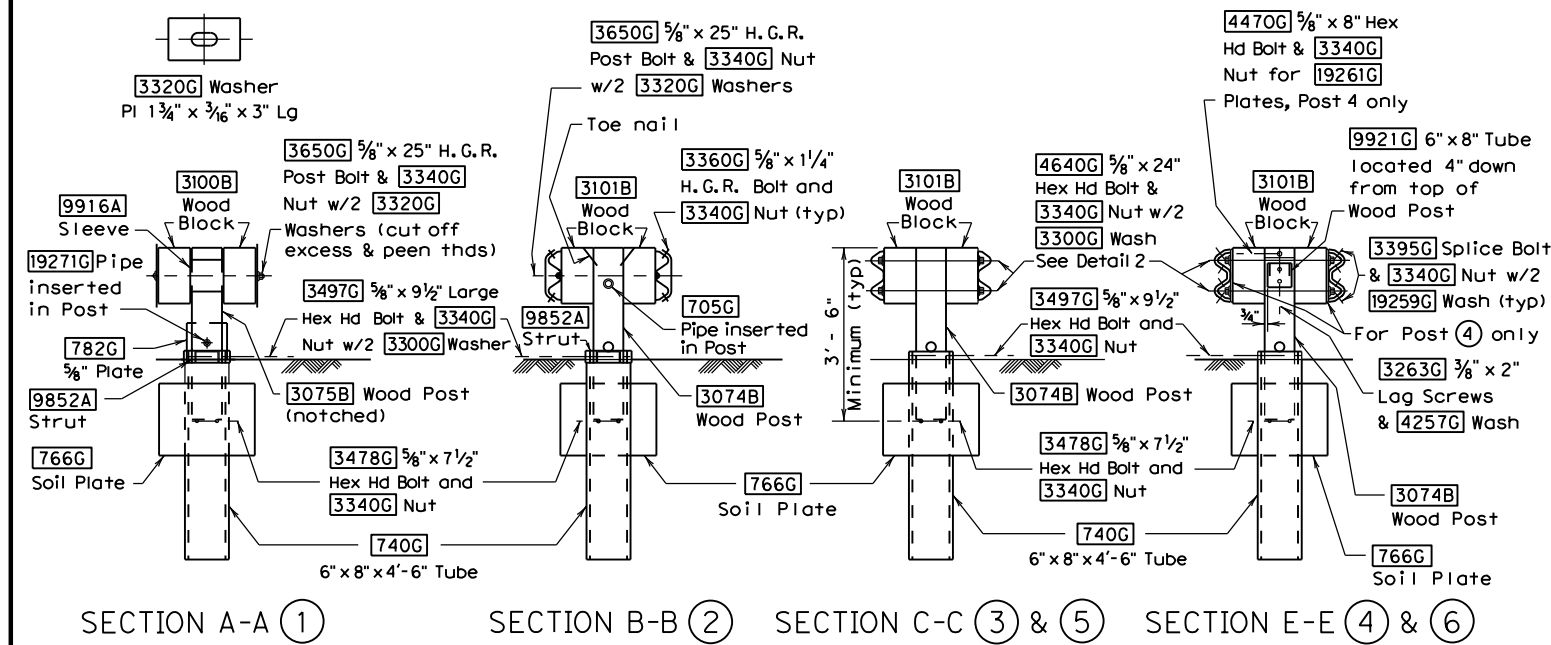 3320G Washer
Pl 1¾" x ³⁄₁₆" x 3" Lg
3650G ⅝" x 25" H.G.R.
Post Bolt & 3340G
Nut w/2 3320G
Washers (cut off
excess & peen thds)
3100B
Wood
Block
9916A
Sleeve
19271G Pipe
inserted
in Post
782G
⅝" Plate
9852A
Strut
766G
Soil Plate
3497G ⅝" x 9½" Large
Hex Hd Bolt & 3340G
Nut w/2 3300G Washer
3075B Wood Post
(notched)
3478G ⅝" x 7½"
Hex Hd Bolt and
3340G Nut
740G
6" x 8" x 4'-6" Tube
SECTION A-A 1
3650G ⅝" x 25" H.G.R.
Post Bolt & 3340G Nut
w/2 3320G Washers
Toe nail
3101B
Wood
Block
3360G ⅝" x 1¼"
H.G.R. Bolt and
3340G Nut (typ)
9852A
Strut
705G
Pipe inserted
in Post
3074B
Wood Post
766G
Soil Plate
SECTION B-B 2
3101B
Wood
Block
3'-6"
Minimum (typ)
4640G ⅝" x 24"
Hex Hd Bolt &
3340G Nut w/2
3300G Wash
See Detail 2
3497G ⅝" x 9½"
Hex Hd Bolt and
3340G Nut
3074B Wood Post
3478G ⅝" x 7½"
Hex Hd Bolt and
3340G Nut
740G
6" x 8" x 4'-6" Tube
SECTION C-C 3 & 5
4470G ⅝" x 8" Hex
Hd Bolt & 3340G
Nut for 19261G
Plates, Post 4 only
3101B
Wood
Block
9921G 6" x 8" Tube
located 4" down
from top of
Wood Post
3395G Splice Bolt
& 3340G Nut w/2
19259G Wash (typ)
¾"
For Post 4 only
3263G ⅜" x 2"
Lag Screws
& 4257G Wash
3074B
Wood Post
766G
Soil Plate
SECTION E-E 4 & 6